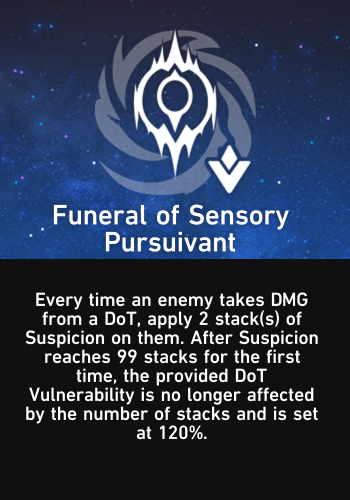 Funeral of Sensory
Pursuivant
Every time an enemy takes DMG
from a DoT, apply 2 stack(s) of
Suspicion on them. After Suspicion
reaches 99 stacks for the first
time, the provided DoT
Vulnerability is no longer affected
by the number of stacks and is set
at 120%.